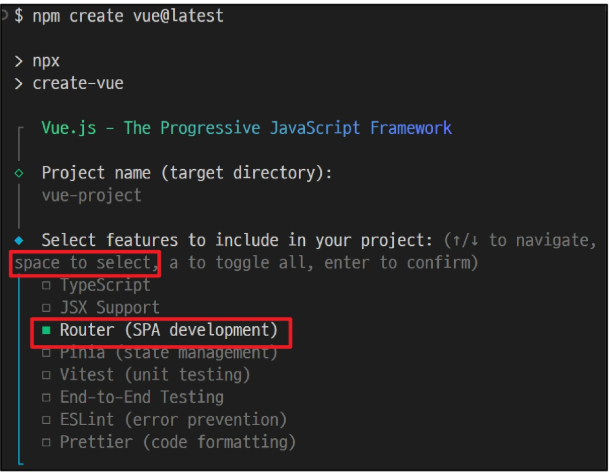 $ npm create vue@latest
> npx
> create-vue
Vue.js - The Progressive JavaScript Framework
Project name (target directory):
vue-project
Select features to include in your project: (↑/↓ to navigate,
space to select, a to toggle all, enter to confirm)
TypeScript
JSX Support
Router (SPA development)
Pinia (state management)
Vitest (unit testing)
End-to-End Testing
ESLint (error prevention)
Prettier (code formatting)